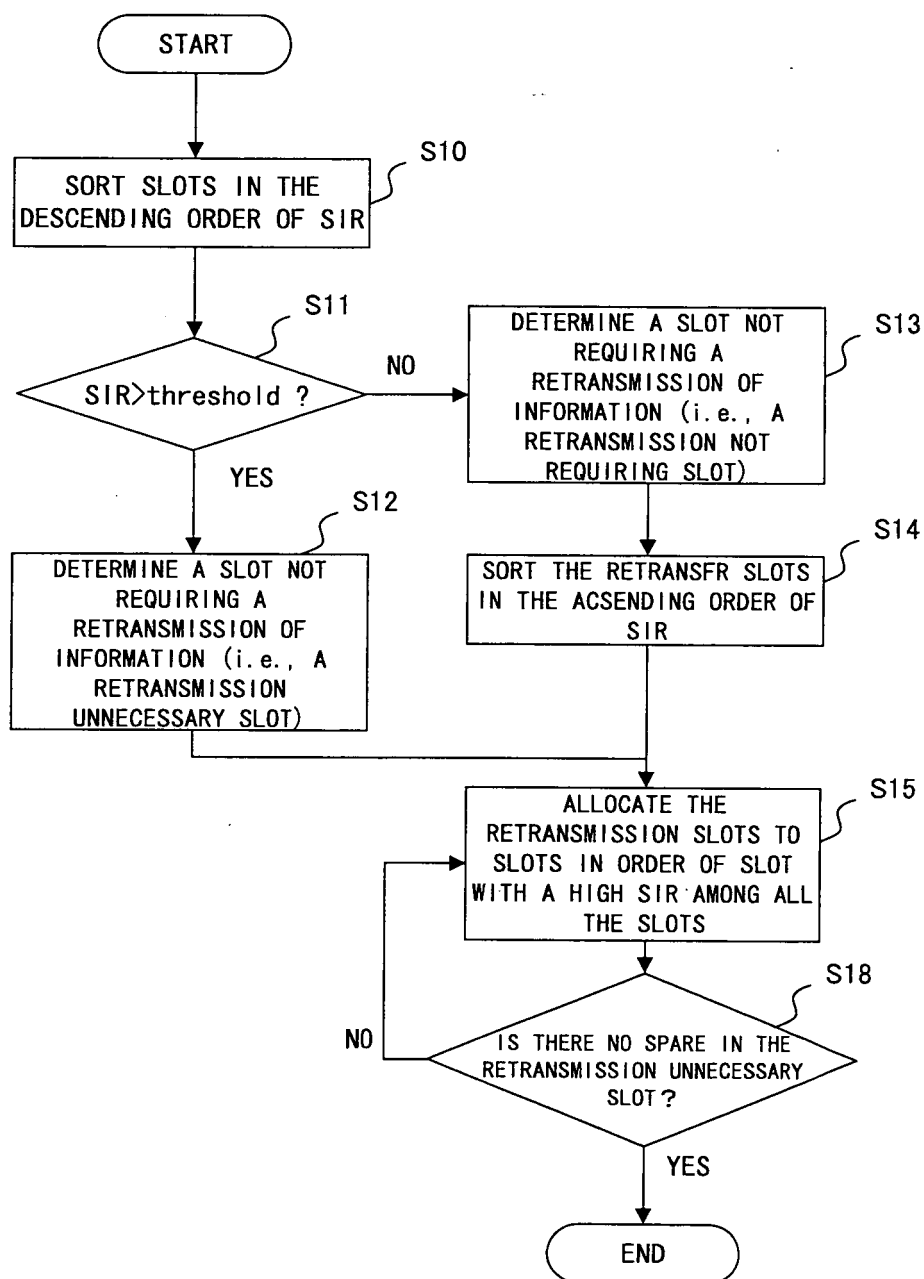 START
S10
SORT SLOTS IN THE
DESCENDING ORDER OF SIR
S11
SIR>threshold ?
NO
YES
S13
DETERMINE A SLOT NOT
REQUIRING A
RETRANSMISSION OF
INFORMATION (i.e., A
RETRANSMISSION NOT
REQUIRING SLOT)
S12
DETERMINE A SLOT NOT
REQUIRING A
RETRANSMISSION OF
INFORMATION (i.e., A
RETRANSMISSION
UNNECESSARY SLOT)
S14
SORT THE RETRANSFR SLOTS
IN THE ACSENDING ORDER OF
SIR
S15
ALLOCATE THE
RETRANSMISSION SLOTS TO
SLOTS IN ORDER OF SLOT
WITH A HIGH SIR AMONG ALL
THE SLOTS
S18
NO
IS THERE NO SPARE IN THE
RETRANSMISSION UNNECESSARY
SLOT?
YES
END